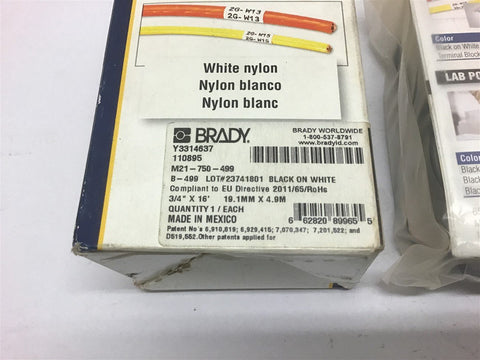 2G-W13
2G-W13
2G-W15
2G-W15
White nylon
Nylon blanco
Nylon blanc
BRADY.
BRADY WORLDWIDE
1-800-537-8791
www.bradyid.com
Y3314637
110895
M21-750-499
B-499 LOT#23741801 BLACK ON WHITE
Compliant to EU Directive 2011/65/RoHs
3/4" X 16' 19.1MM X 4.9M
QUANTITY 1 / EACH
MADE IN MEXICO
6 62820 89965 5
Patent No's 6,910,819; 6,929,415; 7,070,347; 7,201,522; and
D519,552.Other patents applied for
Color
Black on White
Terminal Block
LAB PO
Color
Black on